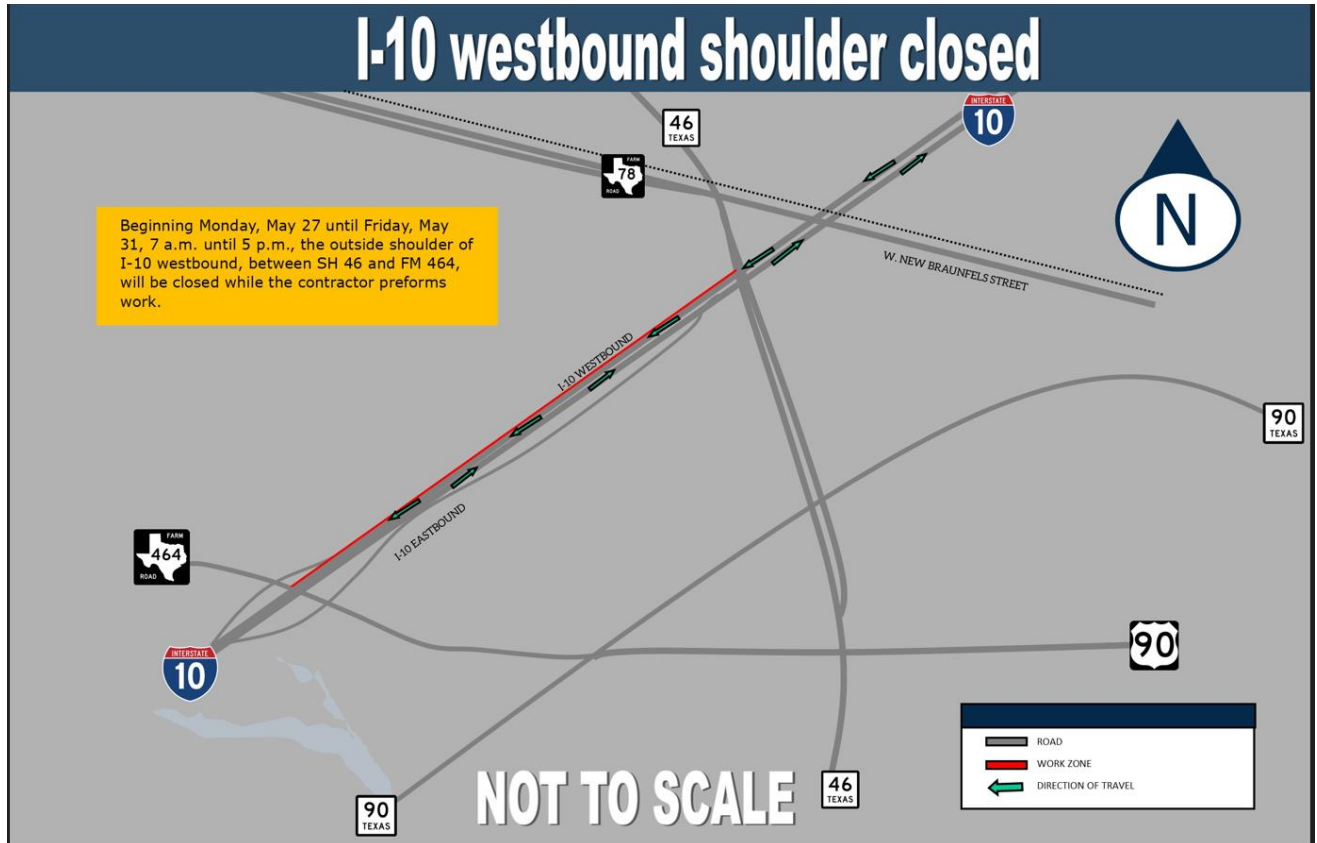 I-10 westbound shoulder closed
INTERSTATE
10
46
TEXAS
FARM
78
ROAD
N
Beginning Monday, May 27 until Friday, May
31, 7 a.m. until 5 p.m., the outside shoulder of
I-10 westbound, between SH 46 and FM 464,
will be closed while the contractor preforms
work.
W. NEW BRAUNFELS STREET
I-10 WESTBOUND
90
TEXAS
I-10 EASTBOUND
FARM
464
ROAD
INTERSTATE
10
90
ROAD
WORK ZONE
DIRECTION OF TRAVEL
NOT TO SCALE
46
TEXAS
90
TEXAS